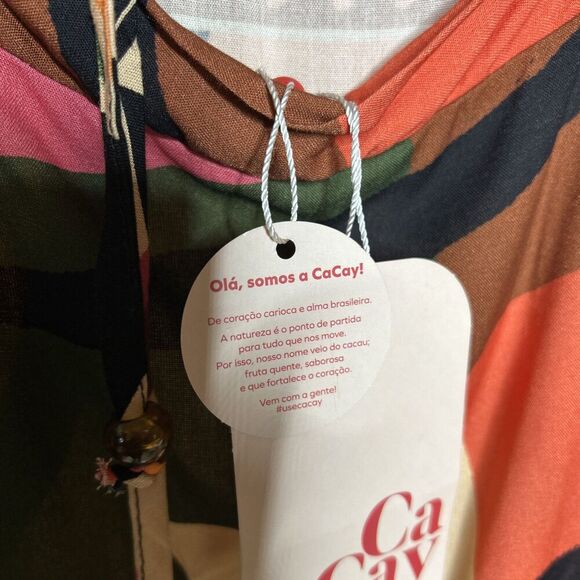 Olá, somos a CaCay!
De coração carioca e alma brasileira.
A natureza é o ponto de partida
para tudo que nos move.
Por isso, nosso nome veio do cacau;
fruta quente, saborosa
e que fortalece o coração.
Vem com a gente!
#usecacay
Ca
Cay